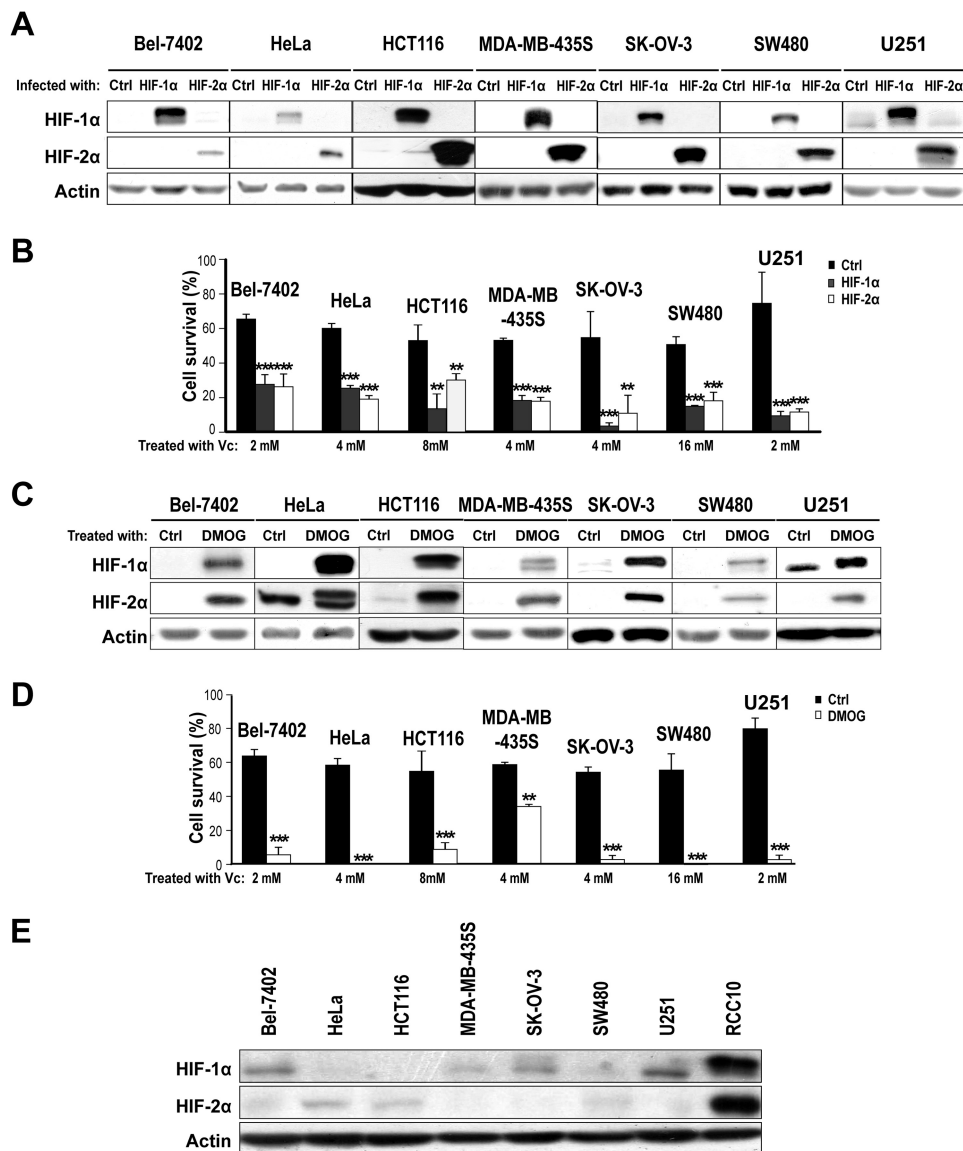 A
Bel-7402 HeLa HCT116 MDA-MB-435S SK-OV-3 SW480 U251
Infected with: Ctrl HIF-1α HIF-2α Ctrl HIF-1α HIF-2α Ctrl HIF-1α HIF-2α Ctrl HIF-1α HIF-2α Ctrl HIF-1α HIF-2α Ctrl HIF-1α HIF-2α Ctrl HIF-1α HIF-2α
HIF-1α
HIF-2α
Actin
B
Cell survival (%)
100
80
60
40
20
0
Bel-7402
HeLa
HCT116
MDA-MB
-435S
SK-OV-3
SW480
U251
Ctrl
HIF-1α
HIF-2α
*** *** *** *** ** ** *** *** *** ** *** *** *** ***
Treated with Vc: 2 mM 4 mM 8mM 4 mM 4 mM 16 mM 2 mM
C
Bel-7402 HeLa HCT116 MDA-MB-435S SK-OV-3 SW480 U251
Treated with: Ctrl DMOG Ctrl DMOG Ctrl DMOG Ctrl DMOG Ctrl DMOG Ctrl DMOG Ctrl DMOG
HIF-1α
HIF-2α
Actin
D
Cell survival (%)
100
80
60
40
20
0
Bel-7402
HeLa
HCT116
MDA-MB
-435S
SK-OV-3
SW480
U251
Ctrl
DMOG
*** *** *** ** *** *** ***
Treated with Vc: 2 mM 4 mM 8mM 4 mM 4 mM 16 mM 2 mM
E
Bel-7402 HeLa HCT116 MDA-MB-435S SK-OV-3 SW480 U251 RCC10
HIF-1α
HIF-2α
Actin